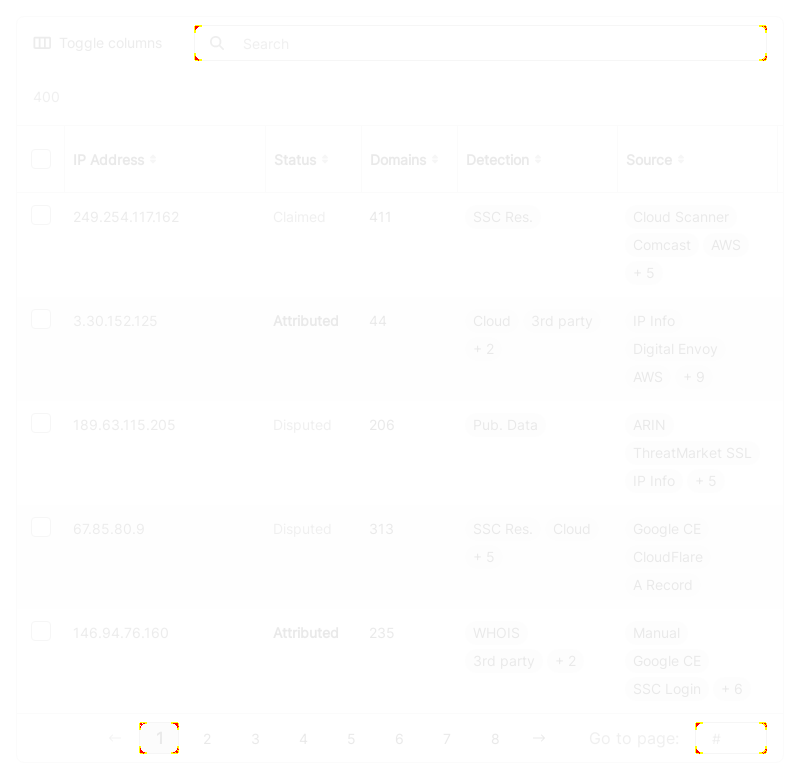 Toggle columns Search
400
IP Address Status Domains Detection Source
249.254.117.162 Claimed 411 SSC Res. Cloud Scanner
Comcast AWS
+ 5
3.30.152.125 Attributed 44 Cloud 3rd party IP Info
+ 2 Digital Envoy
AWS + 9
189.63.115.205 Disputed 206 Pub. Data ARIN
ThreatMarket SSL
IP Info + 5
67.85.80.9 Disputed 313 SSC Res. Cloud Google CE
+ 5 CloudFlare
A Record
146.94.76.160 Attributed 235 WHOIS Manual
3rd party + 2 Google CE
SSC Login + 6
← 1 2 3 4 5 6 7 8 → Go to page: #